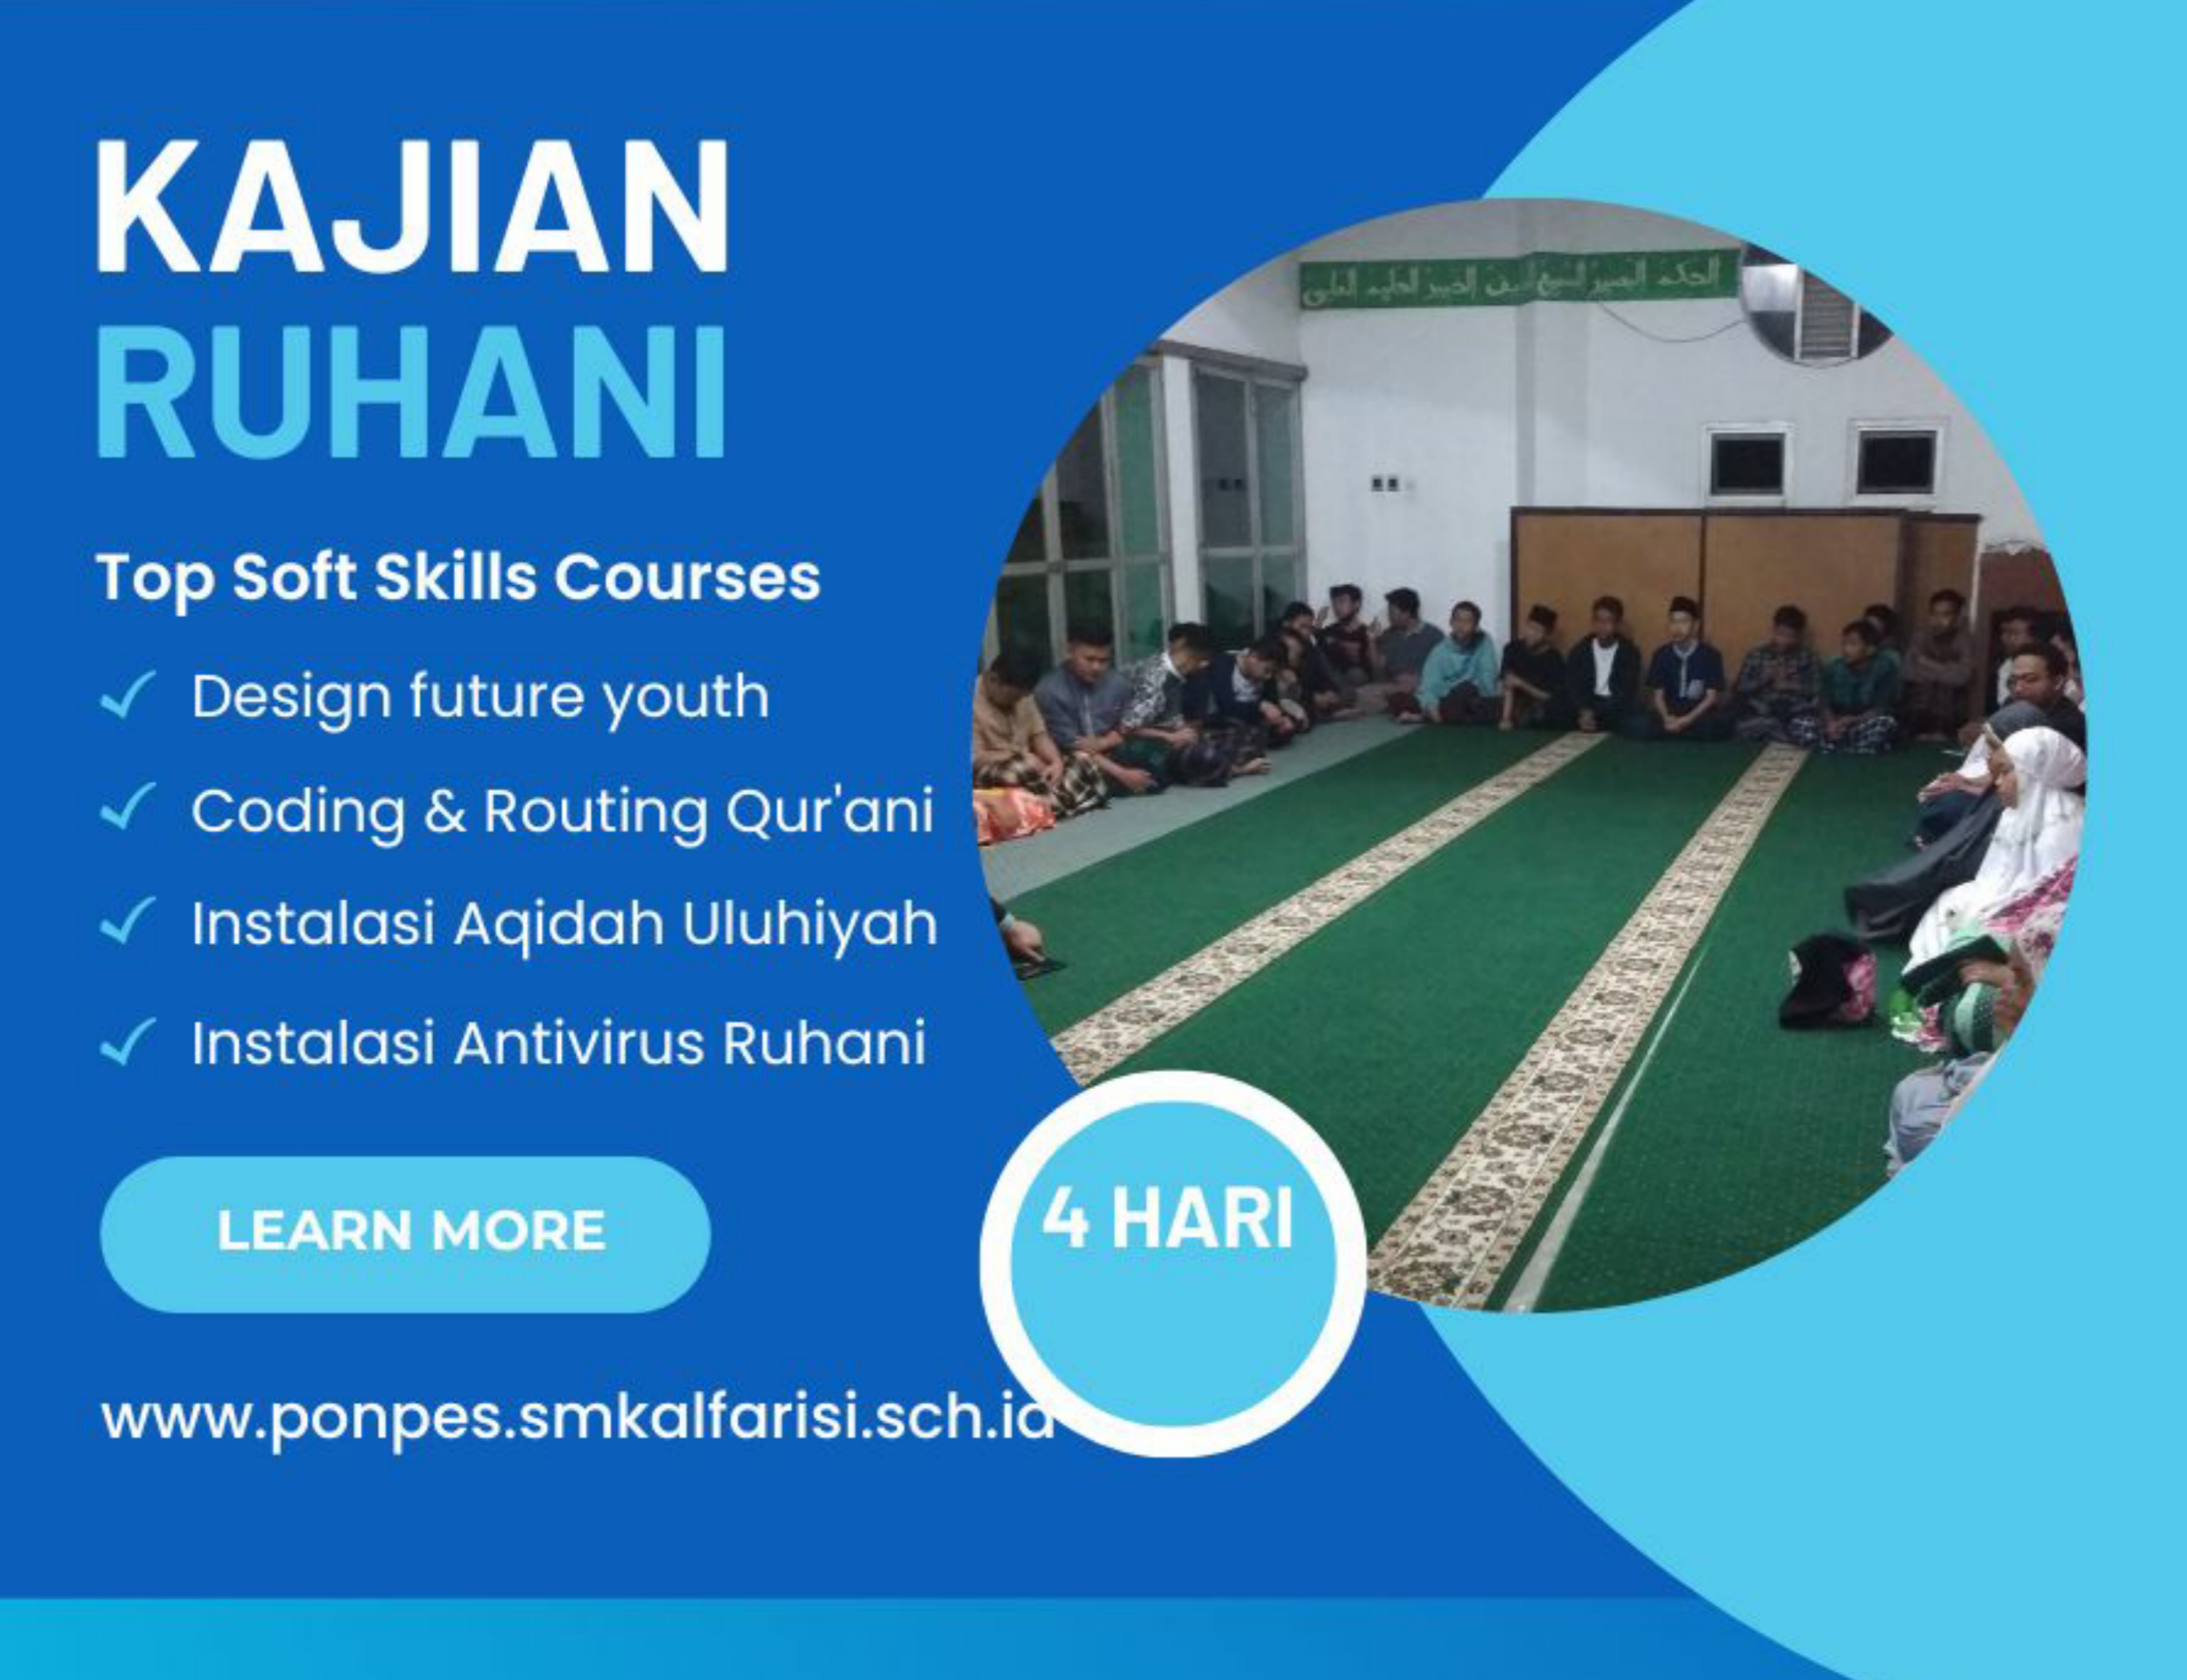 KAJIAN
RUHANI
Top Soft Skills Courses
Design future youth
Coding & Routing Qur'ani
Instalasi Aqidah Uluhiyah
Instalasi Antivirus Ruhani
LEARN MORE
4 HARI
www.ponpes.smkalfarisi.sch.id